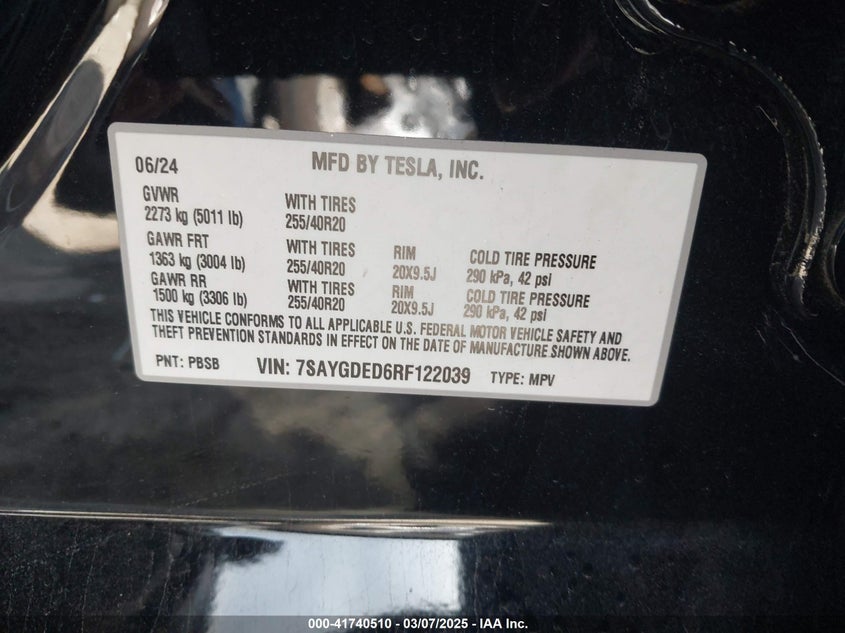 06/24 MFD BY TESLA, INC.
GVWR WITH TIRES
2273 kg (5011 lb) 255/40R20
GAWR FRT WITH TIRES RIM COLD TIRE PRESSURE
1363 kg (3004 lb) 255/40R20 20X9.5J 290 kPa, 42 psi
GAWR RR WITH TIRES RIM COLD TIRE PRESSURE
1500 kg (3306 lb) 255/40R20 20X9.5J 290 kPa, 42 psi
THIS VEHICLE CONFORMS TO ALL APPLICABLE U.S. FEDERAL MOTOR VEHICLE SAFETY AND
THEFT PREVENTION STANDARDS IN EFFECT ON THE DATE OF MANUFACTURE SHOWN ABOVE.
PNT: PBSB VIN: 7SAYGDED6RF122039 TYPE: MPV
000-41740510 — 03/07/2025 — IAA Inc.